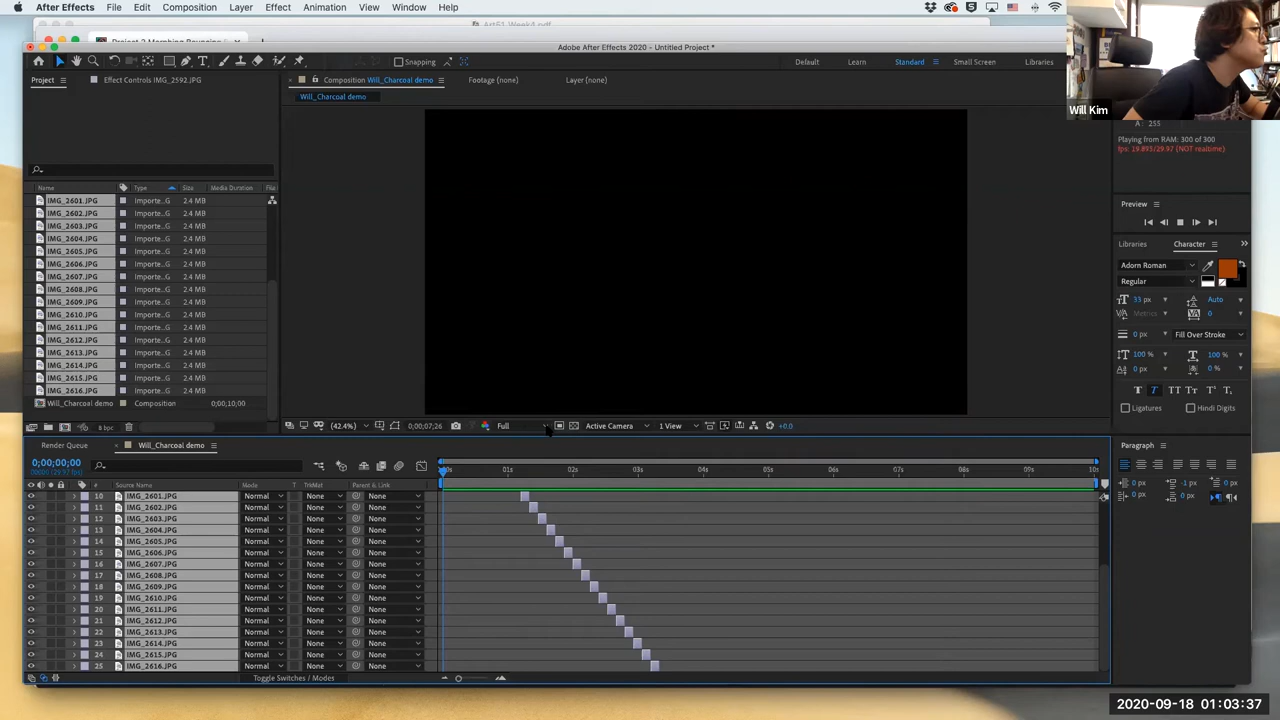 After Effects File Edit Composition Layer Effect Animation View Window Help
Art51_Week4.pdf
Adobe After Effects 2020 - Untitled Project *
Snapping Default Learn Standard Small Screen Libraries
Project Effect Controls IMG_2592.JPG Composition Will_Charcoal demo Footage (none) Layer (none)
Will_Charcoal demo
Will Kim
A : 255
Playing from RAM: 300 of 300
fps: 19.893/29.97 (NOT realtime)
Name Type Size Media Duration
IMG_2601.JPG Importe..G 2.4 MB
IMG_2602.JPG Importe..G 2.4 MB
IMG_2603.JPG Importe..G 2.4 MB
IMG_2604.JPG Importe..G 2.4 MB
IMG_2605.JPG Importe..G 2.4 MB
IMG_2606.JPG Importe..G 2.4 MB
IMG_2607.JPG Importe..G 2.4 MB
IMG_2608.JPG Importe..G 2.4 MB
IMG_2609.JPG Importe..G 2.4 MB
IMG_2610.JPG Importe..G 2.4 MB
IMG_2611.JPG Importe..G 2.4 MB
IMG_2612.JPG Importe..G 2.4 MB
IMG_2613.JPG Importe..G 2.4 MB
IMG_2614.JPG Importe..G 2.4 MB
IMG_2615.JPG Importe..G 2.4 MB
IMG_2616.JPG Importe..G 2.4 MB
Will_Charcoal demo Composition 0;00;10;00
8 bpc
(42.4%) 0;00;07;26 Full Active Camera 1 View +0.0
Preview
Libraries Character
Adorn Roman
Regular
33 px Auto
Metrics 0
0 px Fill Over Stroke
100 % 100 %
0 px 0 %
T T TT Tr T¹ T₁
Ligatures Hindi Digits
Paragraph
0 px -1 px 0 px
0 px 0 px
Render Queue Will_Charcoal demo
0;00;00;00
00000 (29.97 fps)
:00s 01s 02s 03s 04s 05s 06s 07s 08s 09s 10s
# Source Name Mode T TrkMat Parent & Link
10 IMG_2601.JPG Normal None None
11 IMG_2602.JPG Normal None None
12 IMG_2603.JPG Normal None None
13 IMG_2604.JPG Normal None None
14 IMG_2605.JPG Normal None None
15 IMG_2606.JPG Normal None None
16 IMG_2607.JPG Normal None None
17 IMG_2608.JPG Normal None None
18 IMG_2609.JPG Normal None None
19 IMG_2610.JPG Normal None None
20 IMG_2611.JPG Normal None None
21 IMG_2612.JPG Normal None None
22 IMG_2613.JPG Normal None None
23 IMG_2614.JPG Normal None None
24 IMG_2615.JPG Normal None None
25 IMG_2616.JPG Normal None None
Toggle Switches / Modes
2020-09-18 01:03:37